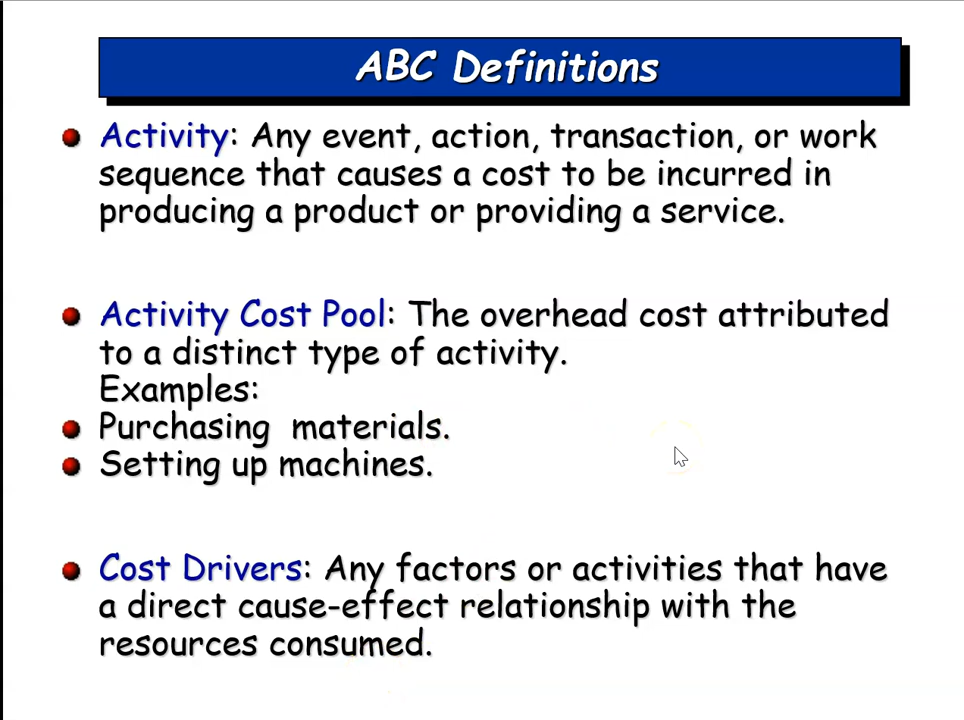 ABC Definitions
Activity: Any event, action, transaction, or work
sequence that causes a cost to be incurred in
producing a product or providing a service.
Activity Cost Pool: The overhead cost attributed
to a distinct type of activity.
Examples:
Purchasing materials.
Setting up machines.
Cost Drivers: Any factors or activities that have
a direct cause-effect relationship with the
resources consumed.